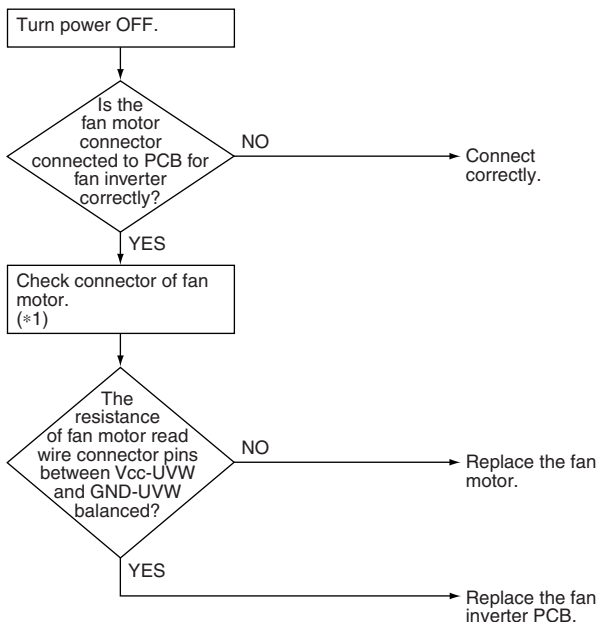 Turn power OFF.
Is the
fan motor
connector
connected to PCB for
fan inverter
correctly?
NO
Connect
correctly.
YES
Check connector of fan
motor.
(*1)
The
resistance
of fan motor read
wire connector pins
between Vcc-UVW
and GND-UVW
balanced?
NO
Replace the fan
motor.
YES
Replace the fan
inverter PCB.